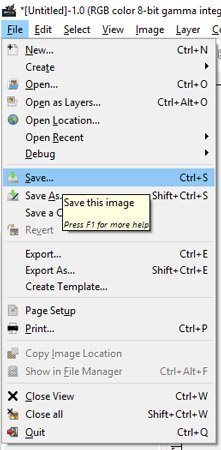 *[Untitled]-1.0 (RGB color 8-bit gamma integ
File Edit Select View Image Layer
New... Ctrl+N
Create
Open... Ctrl+O
Open as Layers... Ctrl+Alt+O
Open Location...
Open Recent
Debug
Save... Ctrl+S
Save As. Shift+Ctrl+S
Save this image
Save a C
Press F1 for more help
Revert
Export... Ctrl+E
Export As... Shift+Ctrl+E
Create Template...
Page Setup
Print... Ctrl+P
Copy Image Location
Show in File Manager Ctrl+Alt+F
Close View Ctrl+W
Close all Shift+Ctrl+W
Quit Ctrl+Q